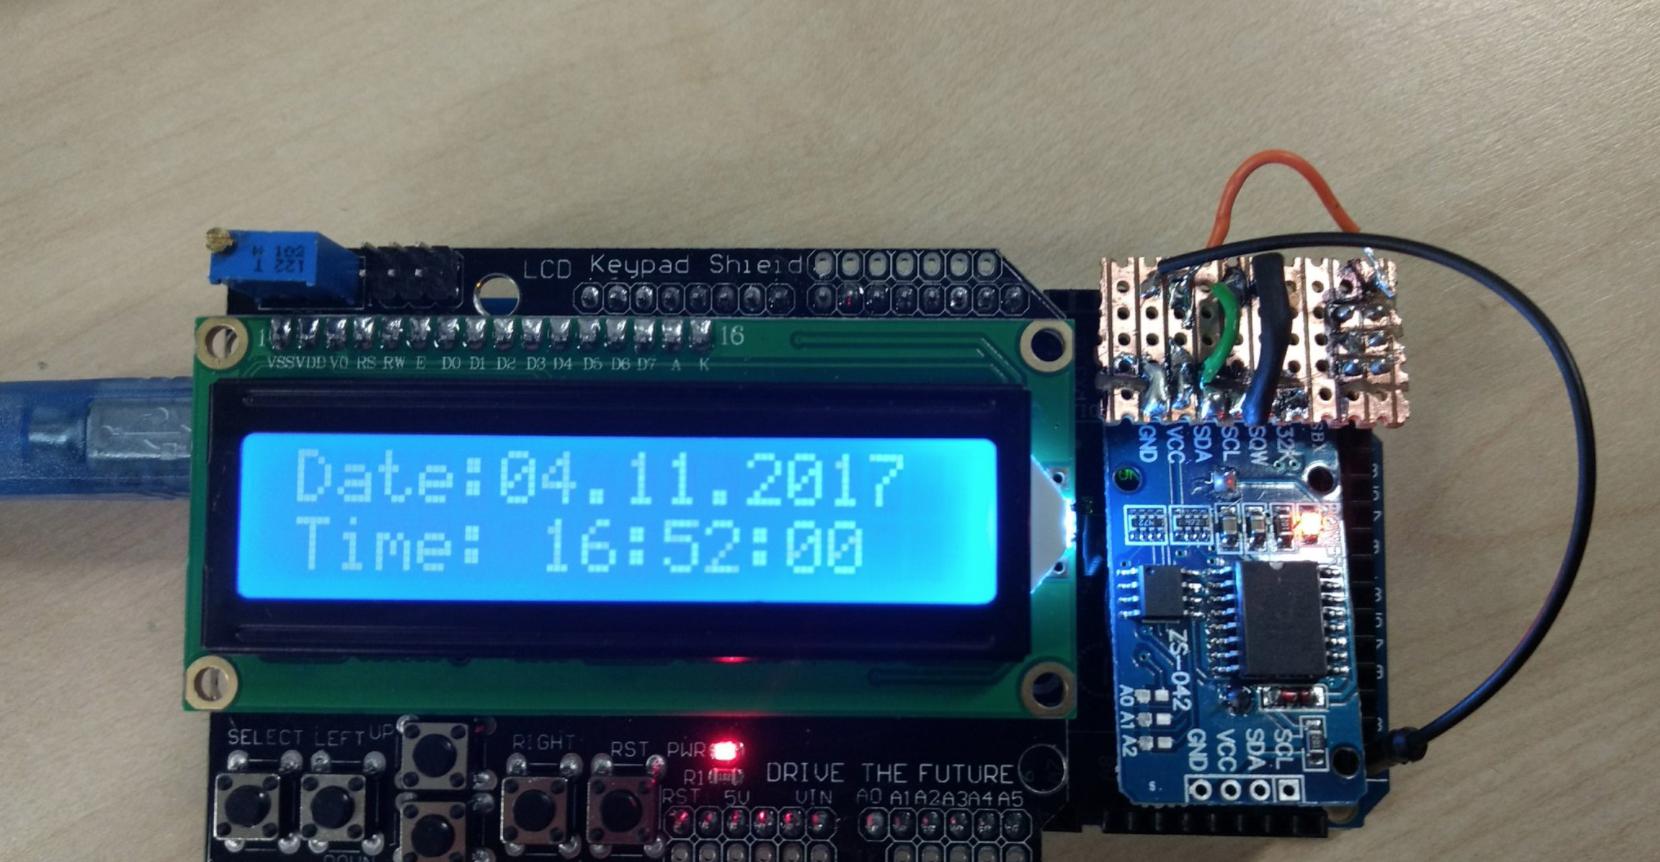 LCD Keypad Shield
1 16
VSS VDD V0 RS RW E D0 D1 D2 D3 D4 D5 D6 D7 A K
Date:04.11.2017
Time: 16:52:00
GND VCC SDA SCL SQW 32K
ZS-042
A0 A1 A2
GND VCC SDA SCL
SELECT LEFT UP RIGHT RST PWR
R1
DRIVE THE FUTURE
RST 5V VIN A0 A1 A2 A3 A4 A5